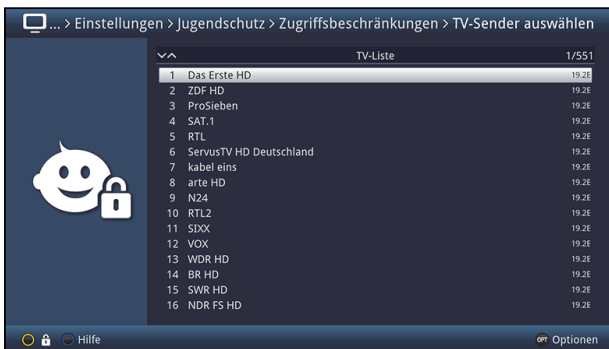 ... > Einstellungen > Jugendschutz > Zugriffsbeschränkungen > TV-Sender auswählen
TV-Liste 1/551
1 Das Erste HD 19.2E
2 ZDF HD 19.2E
3 ProSieben 19.2E
4 SAT.1 19.2E
5 RTL 19.2E
6 ServusTV HD Deutschland 19.2E
7 kabel eins 19.2E
8 arte HD 19.2E
9 N24 19.2E
10 RTL2 19.2E
11 SIXX 19.2E
12 VOX 19.2E
13 WDR HD 19.2E
14 BR HD 19.2E
15 SWR HD 19.2E
16 NDR FS HD 19.2E
Hilfe OPT Optionen